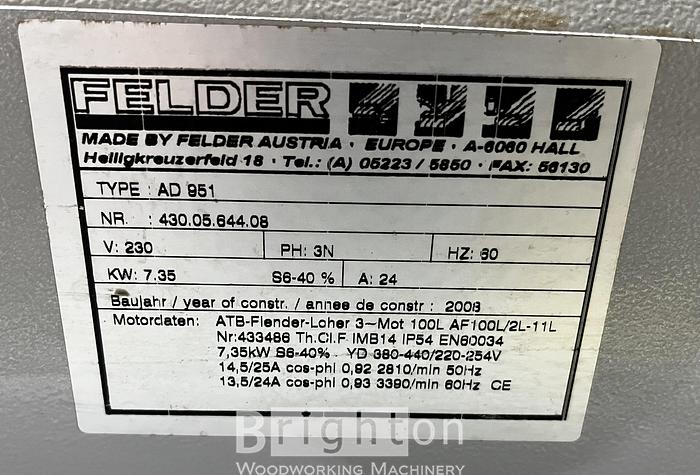 FELDER
MADE BY FELDER AUSTRIA · EUROPE · A-6060 HALL
Heiligkreuzerfeld 18 · Tel.: (A) 05223 / 5850 · FAX: 56130
TYPE : AD 951
NR. : 430.05.644.08
V: 230 PH: 3N HZ: 60
KW: 7.35 S6-40 % A: 24
Baujahr / year of constr. / annee de constr : 2008
Motordaten: ATB-Flender-Loher 3~Mot 100L AF100L/2L-11L
Nr:433486 Th.Cl.F IMB14 IP54 EN60034
7,35kW S6-40% YD 380-440/220-254V
14,5/25A cos-phi 0,92 2810/min 50Hz
13,5/24A cos-phi 0,93 3390/min 60Hz CE
Brighton
WOODWORKING MACHINERY